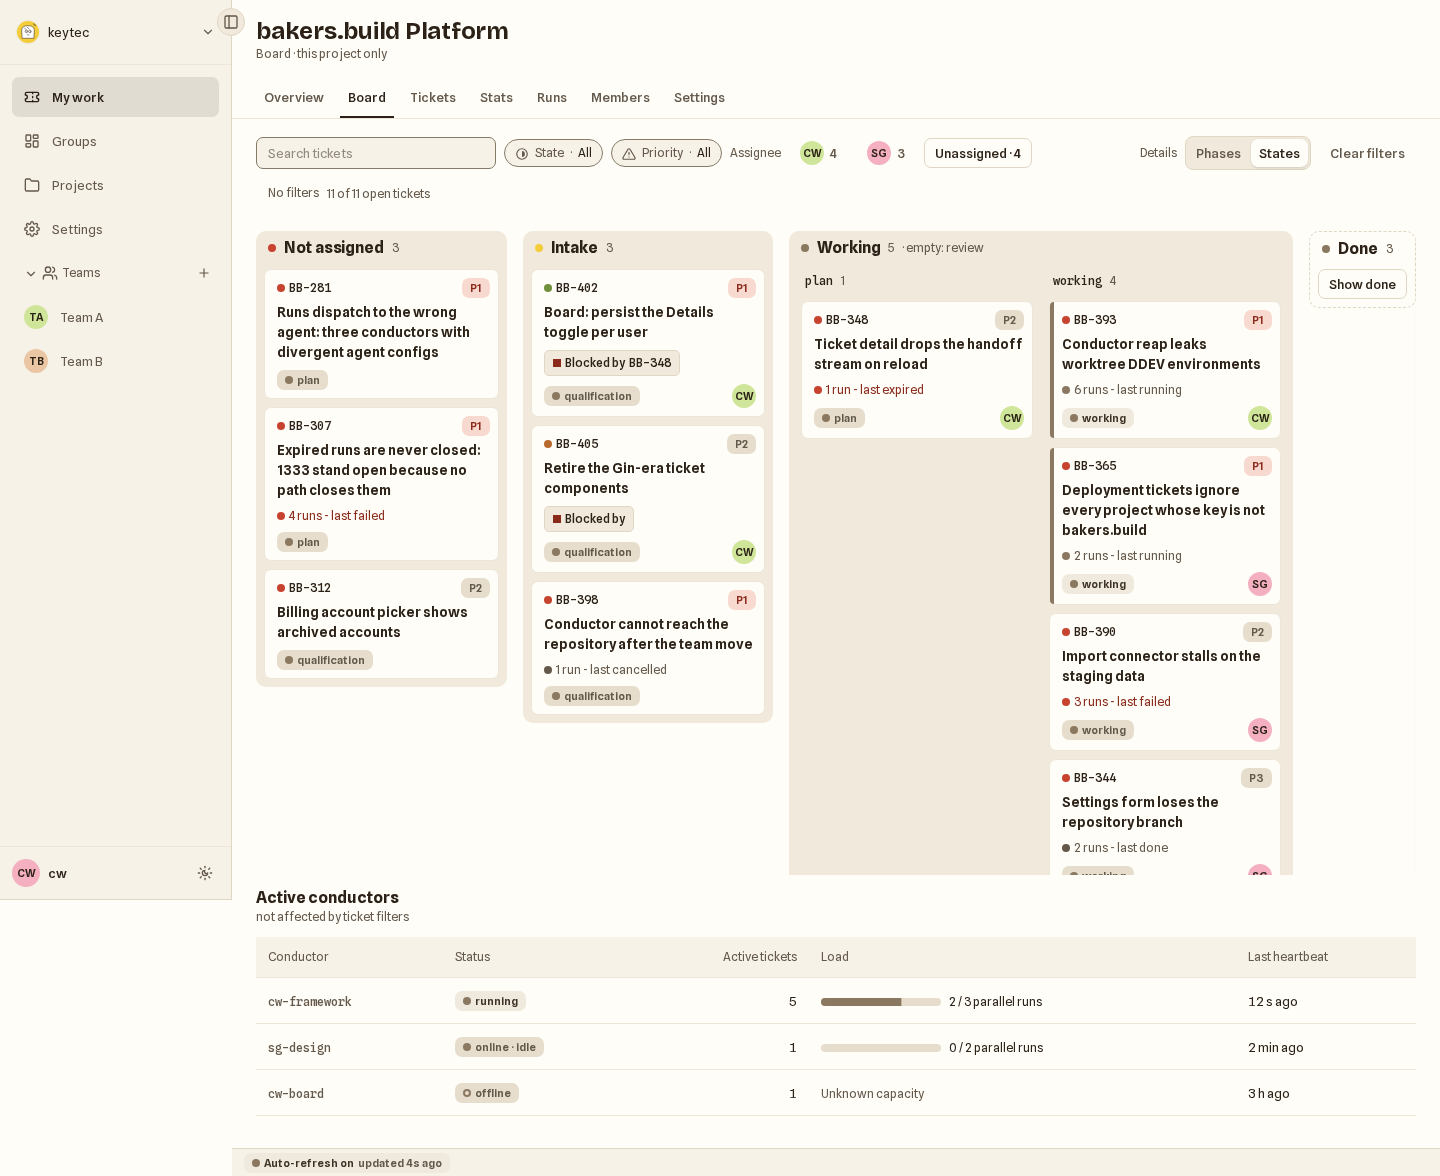 keytec
My work
Groups
Projects
Settings
Teams
TA Team A
TB Team B
CW cw
bakers.build Platform
Board · this project only
Overview Board Tickets Stats Runs Members Settings
Search tickets State · All Priority · All Assignee CW 4 SG 3 Unassigned · 4 Details Phases States Clear filters
No filters 11 of 11 open tickets
Not assigned 3
BB-281 P1
Runs dispatch to the wrong
agent: three conductors with
divergent agent configs
plan
BB-307 P1
Expired runs are never closed:
1333 stand open because no
path closes them
4 runs - last failed
plan
BB-312 P2
Billing account picker shows
archived accounts
qualification
Intake 3
BB-402 P1
Board: persist the Details
toggle per user
Blocked by BB-348
qualification CW
BB-405 P2
Retire the Gin-era ticket
components
Blocked by
qualification CW
BB-398 P1
Conductor cannot reach the
repository after the team move
1 run - last cancelled
qualification
Working 5 · empty: review
plan 1
BB-348 P2
Ticket detail drops the handoff
stream on reload
1 run - last expired
plan CW
working 4
BB-393 P1
Conductor reap leaks
worktree DDEV environments
6 runs - last running
working CW
BB-365 P1
Deployment tickets ignore
every project whose key is not
bakers.build
2 runs - last running
working SG
BB-390 P2
Import connector stalls on the
staging data
3 runs - last failed
working SG
BB-344 P3
Settings form loses the
repository branch
2 runs - last done
working SG
Done 3
Show done
Active conductors
not affected by ticket filters
Conductor Status Active tickets Load Last heartbeat
cw-framework running 5 2 / 3 parallel runs 12 s ago
sg-design online · idle 1 0 / 2 parallel runs 2 min ago
cw-board offline 1 Unknown capacity 3 h ago
Auto-refresh on updated 4s ago